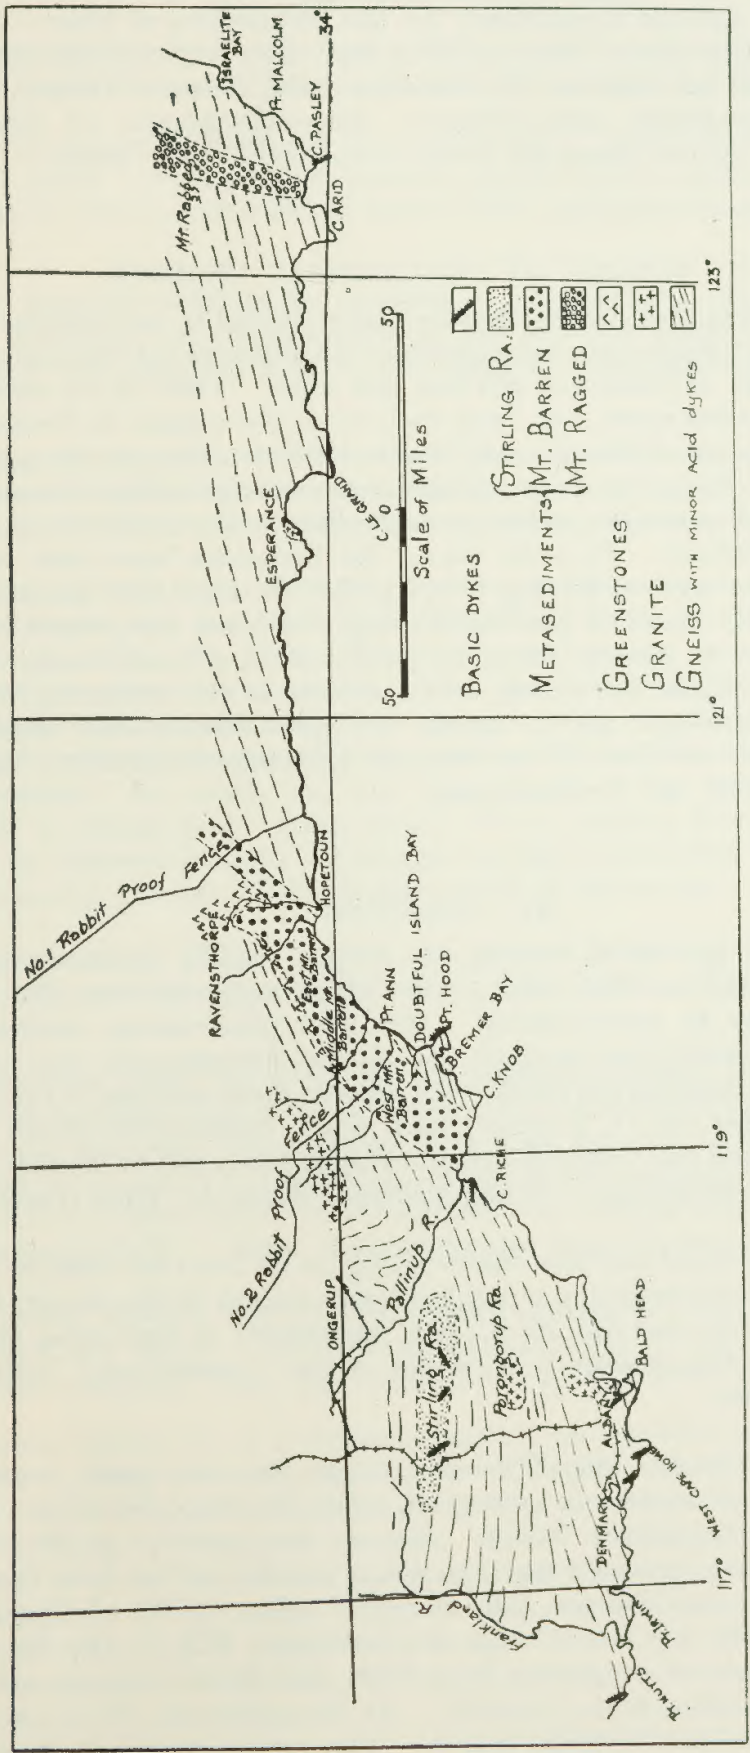 ISRAELITE
BAY
PT. MALCOLM
C. PASLEY
34°
Mt Ragged
C. ARID
123°
ESPERANCE
C LE GRAND
121°
No.1 Rabbit Proof Fence
RAVENSTHORPE
HOPETOUN
East Mt.
Barren
Middle Mt.
Barren
West Mt.
Barren
PT. ANN
DOUBTFUL ISLAND BAY
PT. HOOD
BREMER BAY
C. KNOB
No.2 Rabbit Proof Fence
119°
C. RICHE
ONGERUP
Pallinup R.
Stirling Ra.
Porongorup Ra.
ALBANY
BALD HEAD
DENMARK
WEST CAPE HOWE
117°
Frankland R.
Pt. IRWIN
Pt. NUYTS
50 0 50
Scale of Miles
BASIC DYKES
METASEDIMENTS
STIRLING RA.
MT. BARREN
MT. RAGGED
GREENSTONES
GRANITE
GNEISS WITH MINOR ACID DYKES